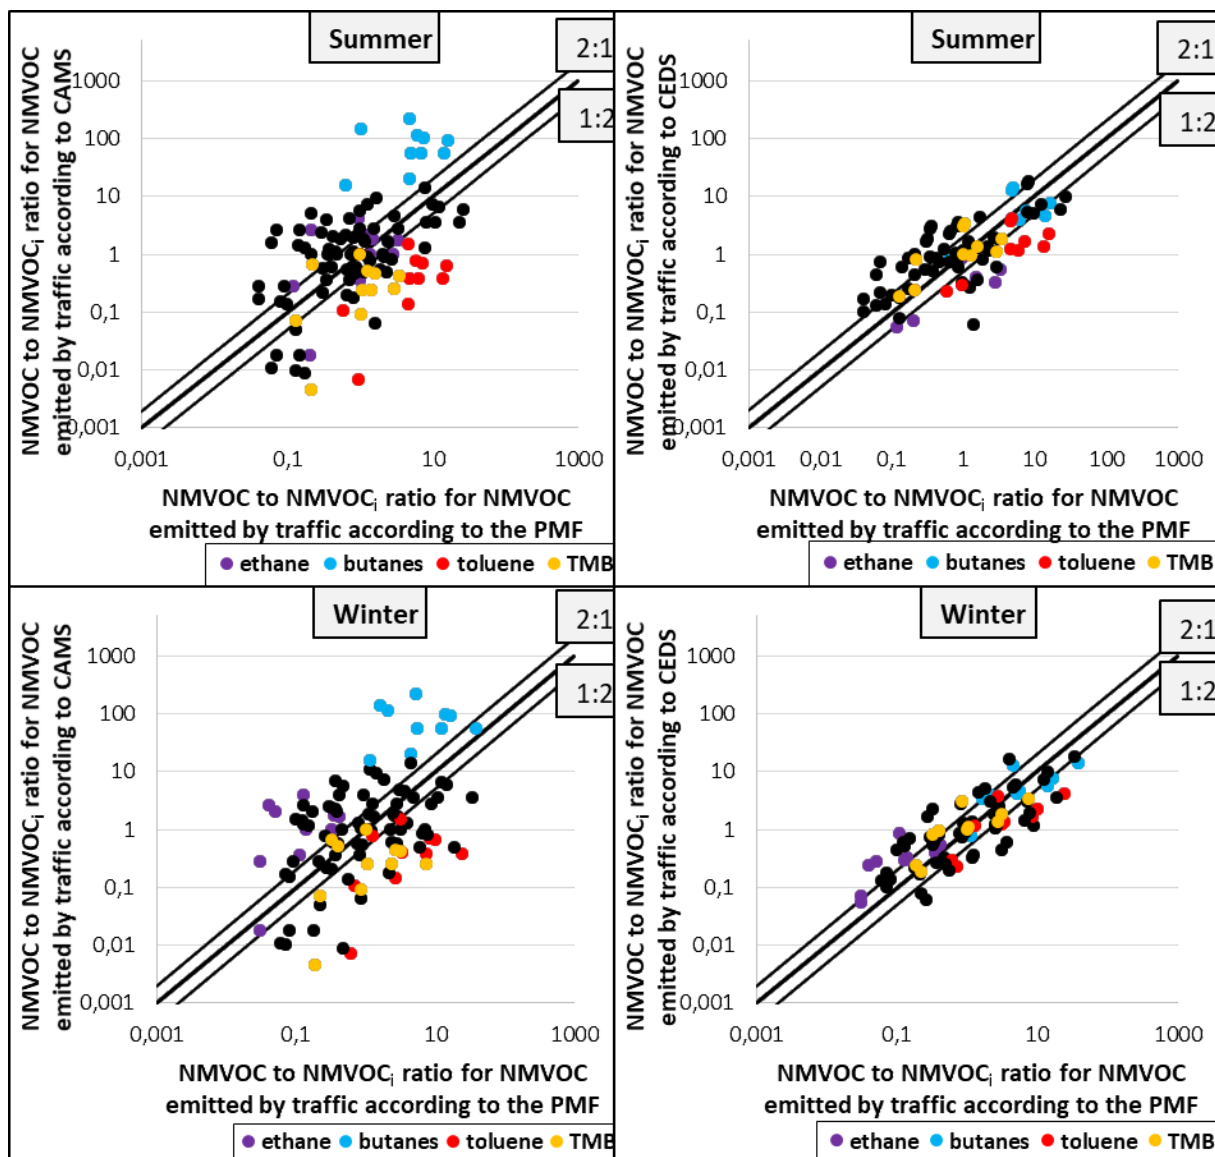 Summer
2:1
1:2
NMVOC to NMVOCi ratio for NMVOC
emitted by traffic according to CAMS
1000
100
10
1
0,1
0,01
0,001
0,001
0,1
10
1000
NMVOC to NMVOCi ratio for NMVOC
emitted by traffic according to the PMF
ethane butanes toluene TMB
Summer
2:1
1:2
NMVOC to NMVOCi ratio for NMVOC
emitted by traffic according to CEDS
1000
100
10
1
0,1
0,01
0,001
0,001
0,1
0,01
1
10
100
1000
NMVOC to NMVOCi ratio for NMVOC
emitted by traffic according to the PMF
ethane butanes toluene TMB
Winter
2:1
1:2
NMVOC to NMVOCi ratio for NMVOC
emitted by traffic according to CAMS
1000
100
10
1
0,1
0,01
0,001
0,001
0,1
10
1000
NMVOC to NMVOCi ratio for NMVOC
emitted by traffic according to the PMF
ethane butanes toluene TMB
Winter
2:1
1:2
NMVOC to NMVOCi ratio for NMVOC
emitted by traffic according to CEDS
1000
100
10
1
0,1
0,01
0,001
0,001
0,1
10
1000
NMVOC to NMVOCi ratio for NMVOC
emitted by traffic according to the PMF
ethane butanes toluene TMB